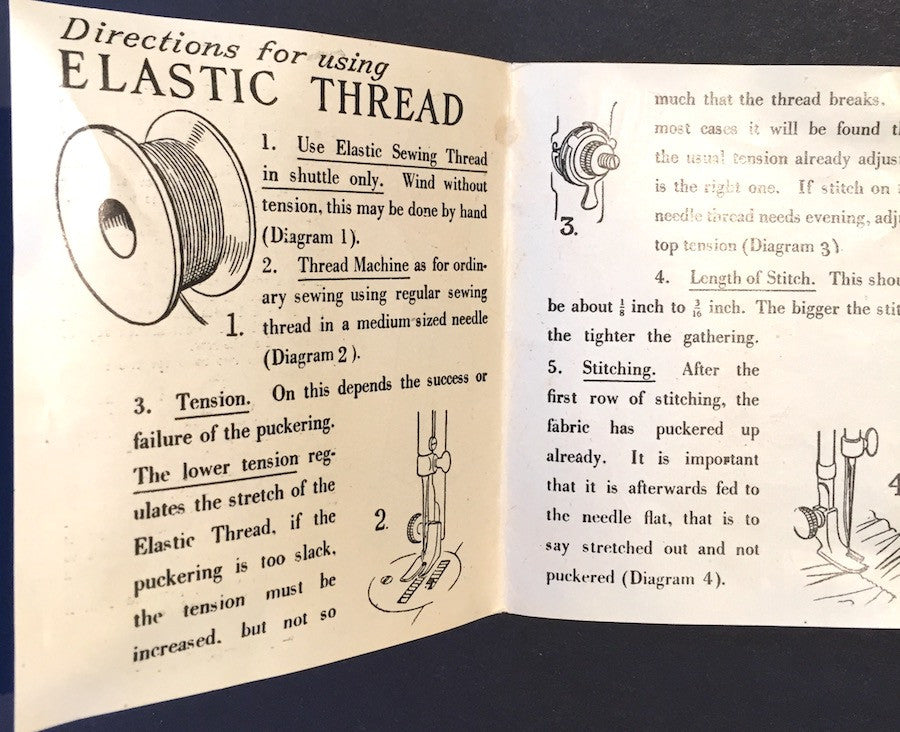 Directions for using
ELASTIC THREAD
1. Use Elastic Sewing Thread
in shuttle only. Wind without
tension, this may be done by hand
(Diagram 1).
2. Thread Machine as for ordin-
ary sewing using regular sewing
thread in a medium sized needle
(Diagram 2).
1.
3. Tension. On this depends the success or
failure of the puckering.
The lower tension reg-
ulates the stretch of the
Elastic Thread, if the
puckering is too slack,
the tension must be
increased. but not so
2.
much that the thread breaks.
most cases it will be found
the usual tension already
is the right one. If stitch on
needle thread needs evening,
top tension (Diagram 3)
3.
4. Length of Stitch. This
be about 1/8 inch to 3/16 inch. The bigger the
the tighter the gathering.
5. Stitching. After the
first row of stitching, the
fabric has puckered up
already. It is important
that it is afterwards fed to
the needle flat, that is to
say stretched out and not
puckered (Diagram 4).
4